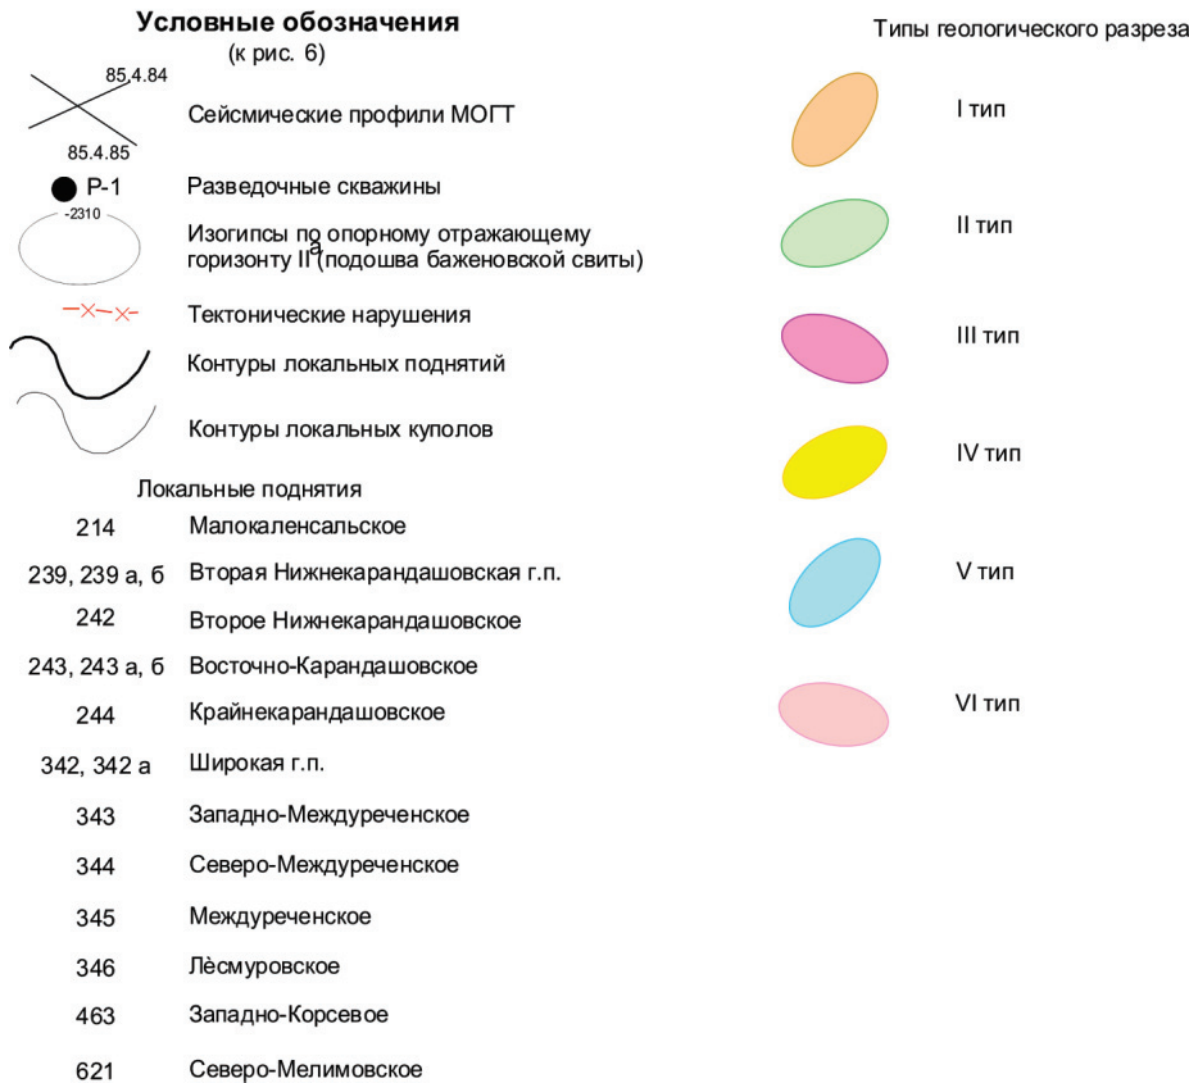 Условные обозначения
(к рис. 6)
85.4.84
85.4.85
Сейсмические профили МОГТ
Р-1
Разведочные скважины
-2310
Изогипсы по опорному отражающему
горизонту IIа (подошва баженовской свиты)
Тектонические нарушения
Контуры локальных поднятий
Контуры локальных куполов
Локальные поднятия
214 Малокаленсальское
239, 239 а, б Вторая Нижнекарандашовская г.п.
242 Второе Нижнекарандашовское
243, 243 а, б Восточно-Карандашовское
244 Крайнекарандашовское
342, 342 а Широкая г.п.
343 Западно-Междуреченское
344 Северо-Междуреченское
345 Междуреченское
346 Лѐсмуровское
463 Западно-Корсевое
621 Северо-Мелимовское
Типы геологического разреза
I тип
II тип
III тип
IV тип
V тип
VI тип